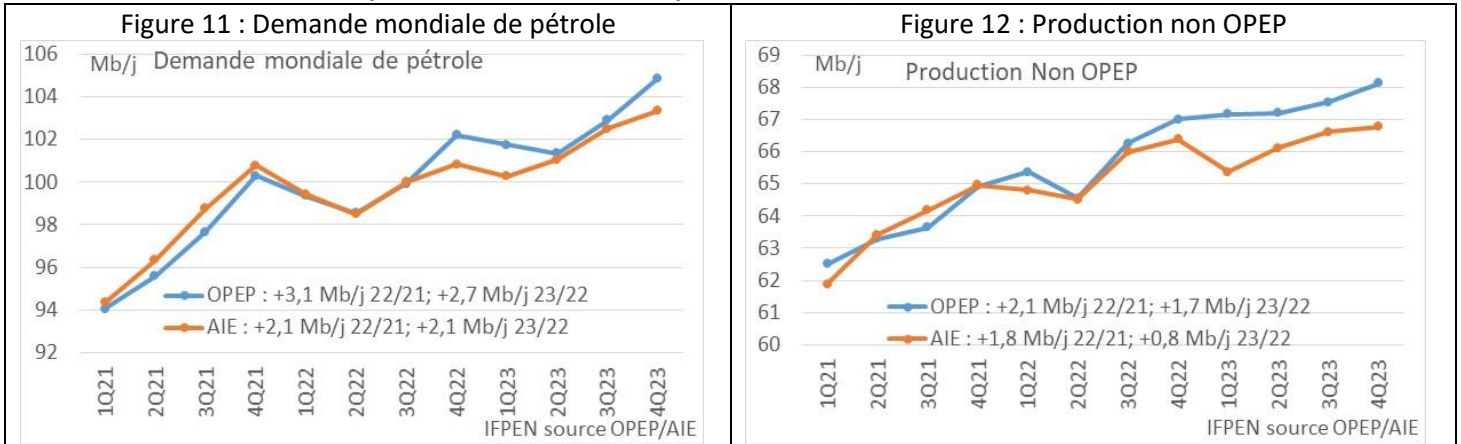 Figure 11 : Demande mondiale de pétrole
106
Mb/j Demande mondiale de pétrole
104
102
100
98
96
94
92
OPEP : +3,1 Mb/j 22/21; +2,7 Mb/j 23/22
AIE : +2,1 Mb/j 22/21; +2,1 Mb/j 23/22
1Q21
2Q21
3Q21
4Q21
1Q22
2Q22
3Q22
4Q22
1Q23
2Q23
3Q23
4Q23
IFPEN source OPEP/AIE
Figure 12 : Production non OPEP
69
Mb/j Production Non OPEP
68
67
66
65
64
63
62
61
60
OPEP : +2,1 Mb/j 22/21; +1,7 Mb/j 23/22
AIE : +1,8 Mb/j 22/21; +0,8 Mb/j 23/22
1Q21
2Q21
3Q21
4Q21
1Q22
2Q22
3Q22
4Q22
1Q23
2Q23
3Q23
4Q23
IFPEN source OPEP/AIE